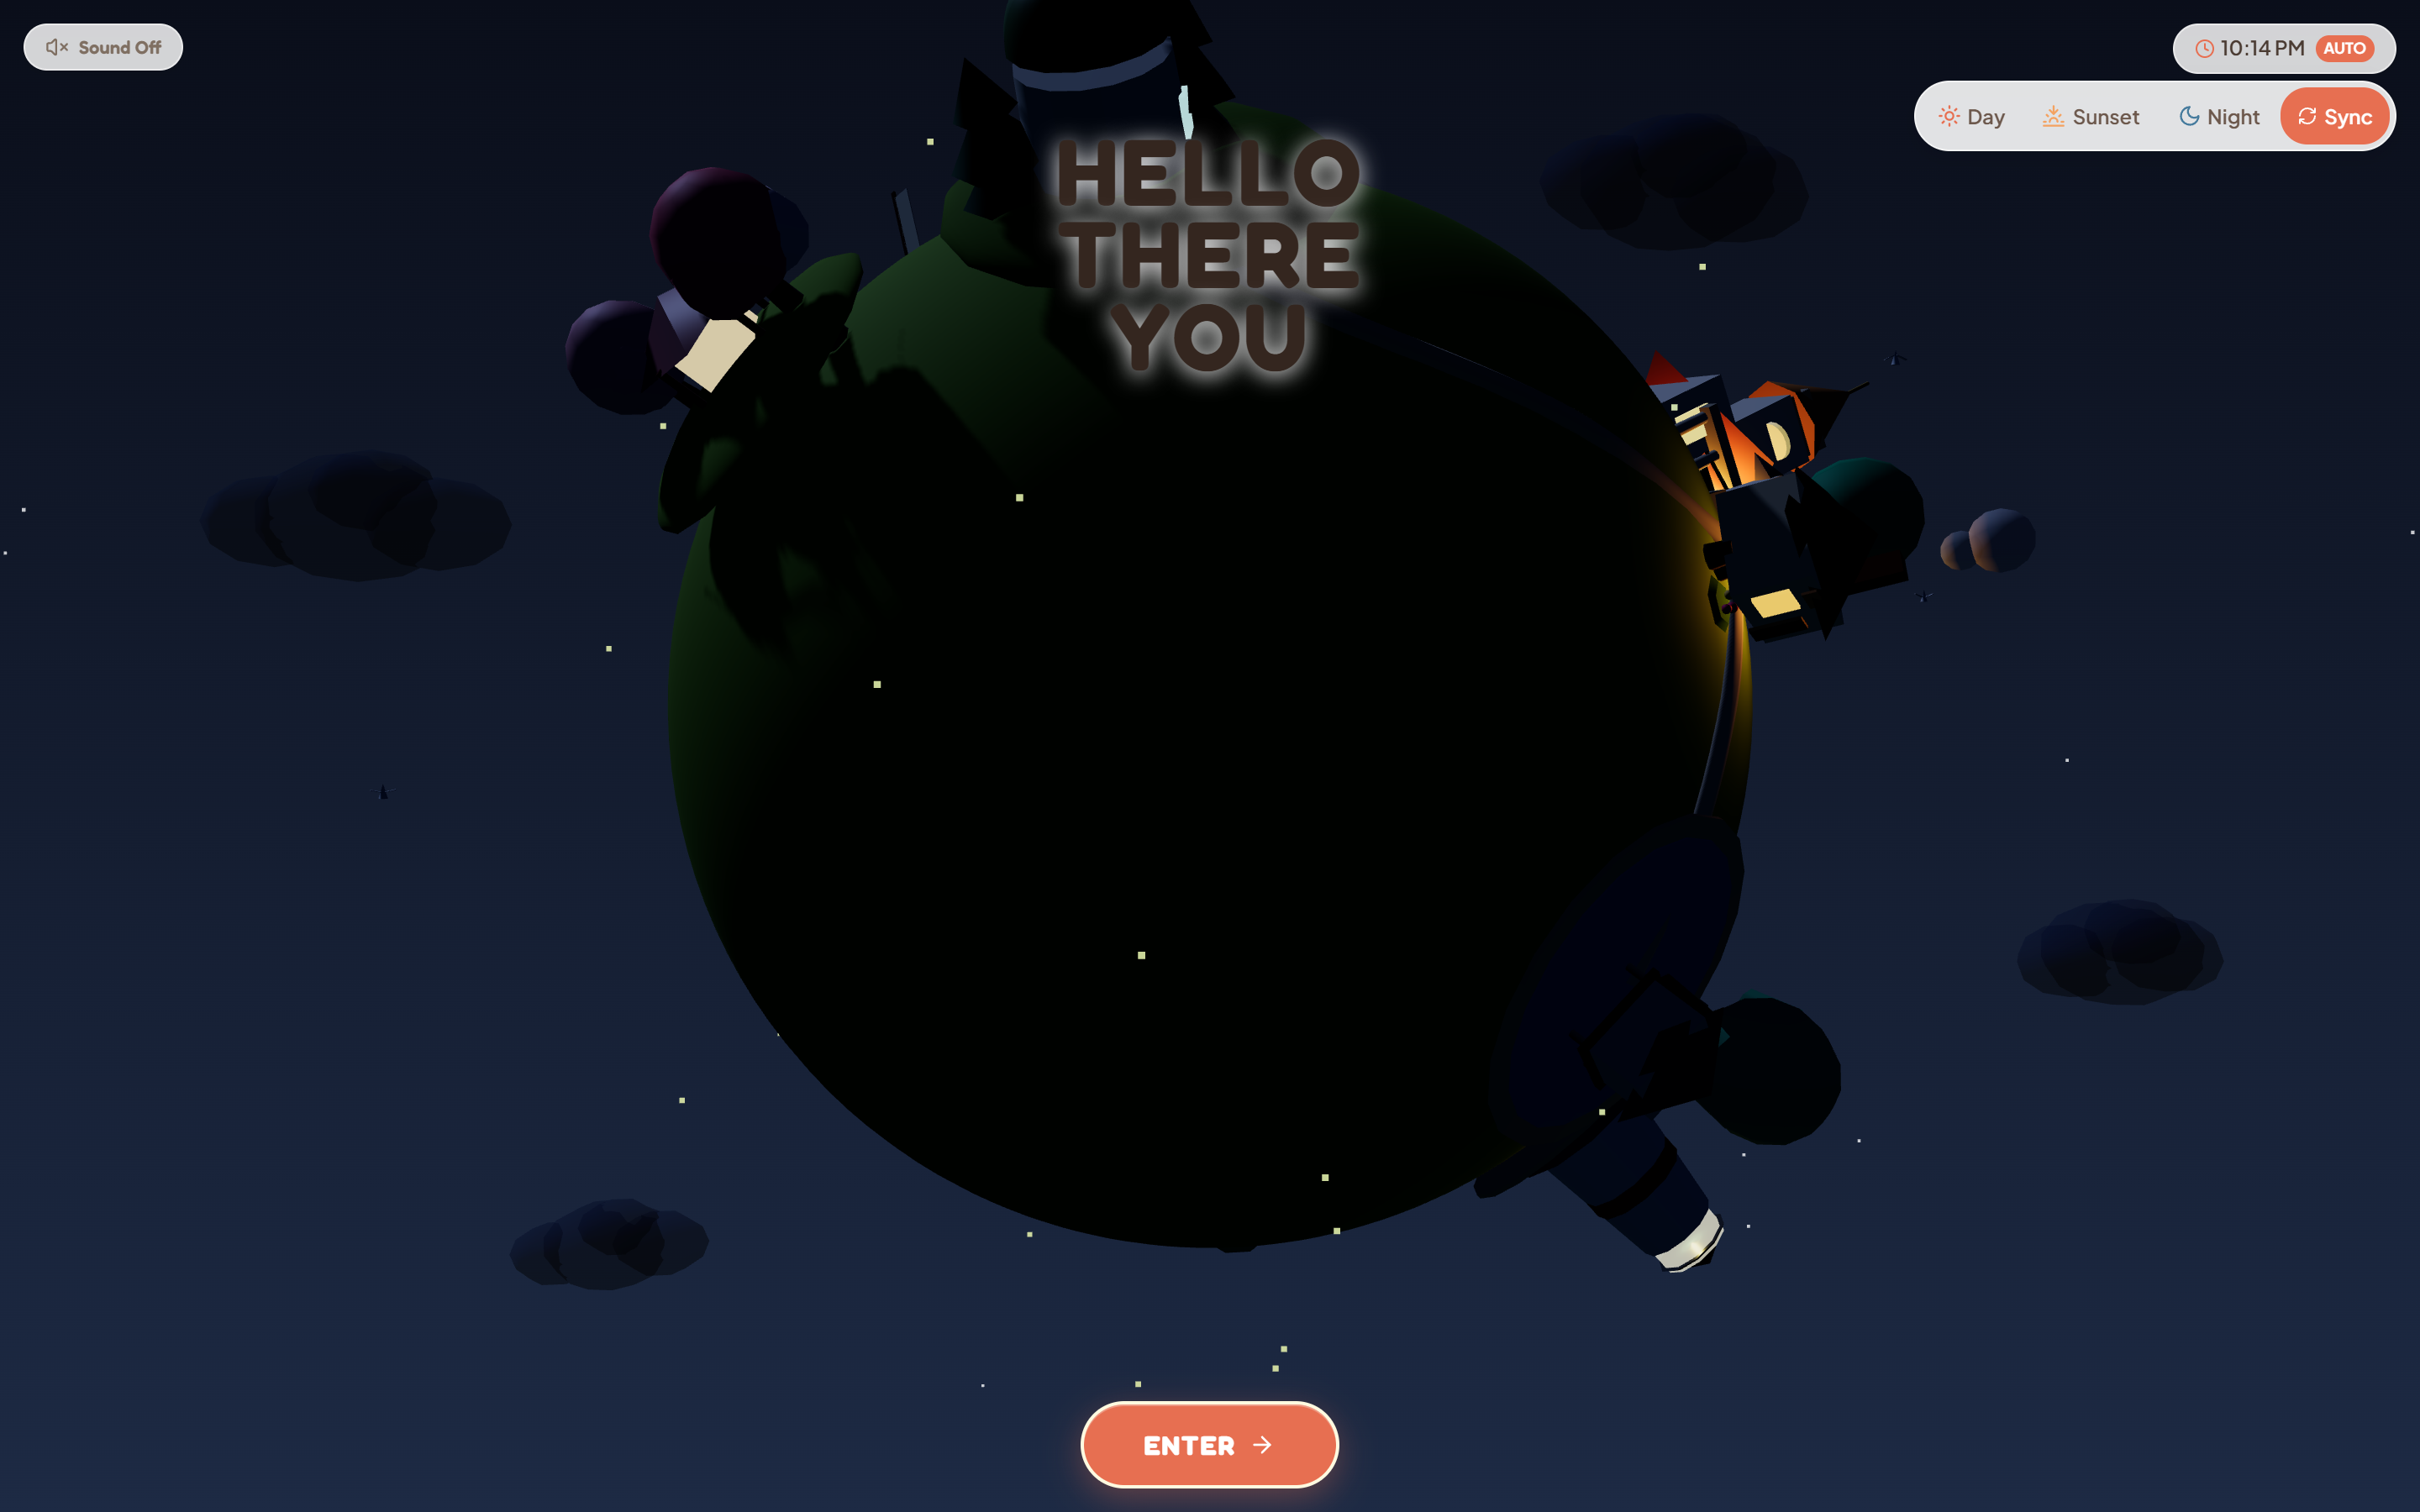 Sound Off
10:14 PM AUTO
Day Sunset Night Sync
HELLO
THERE
YOU
ENTER